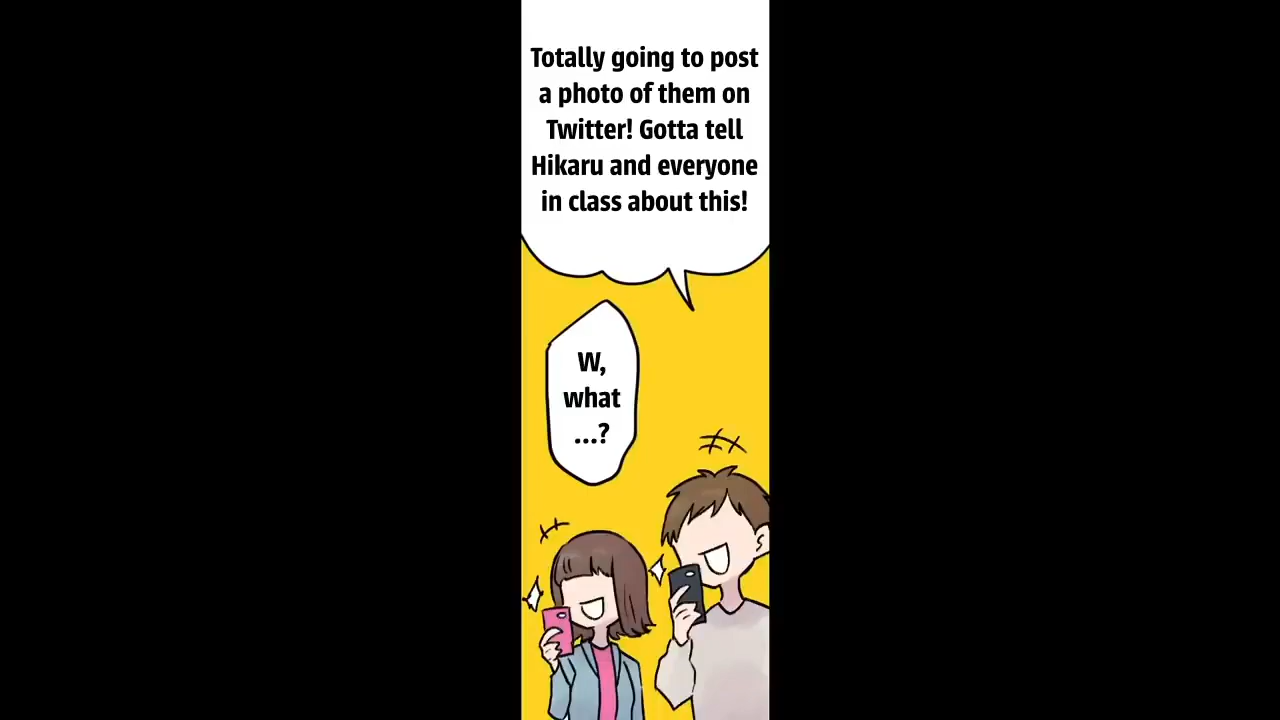 Totally going to post
a photo of them on
Twitter! Gotta tell
Hikaru and everyone
in class about this!
W,
what
...?